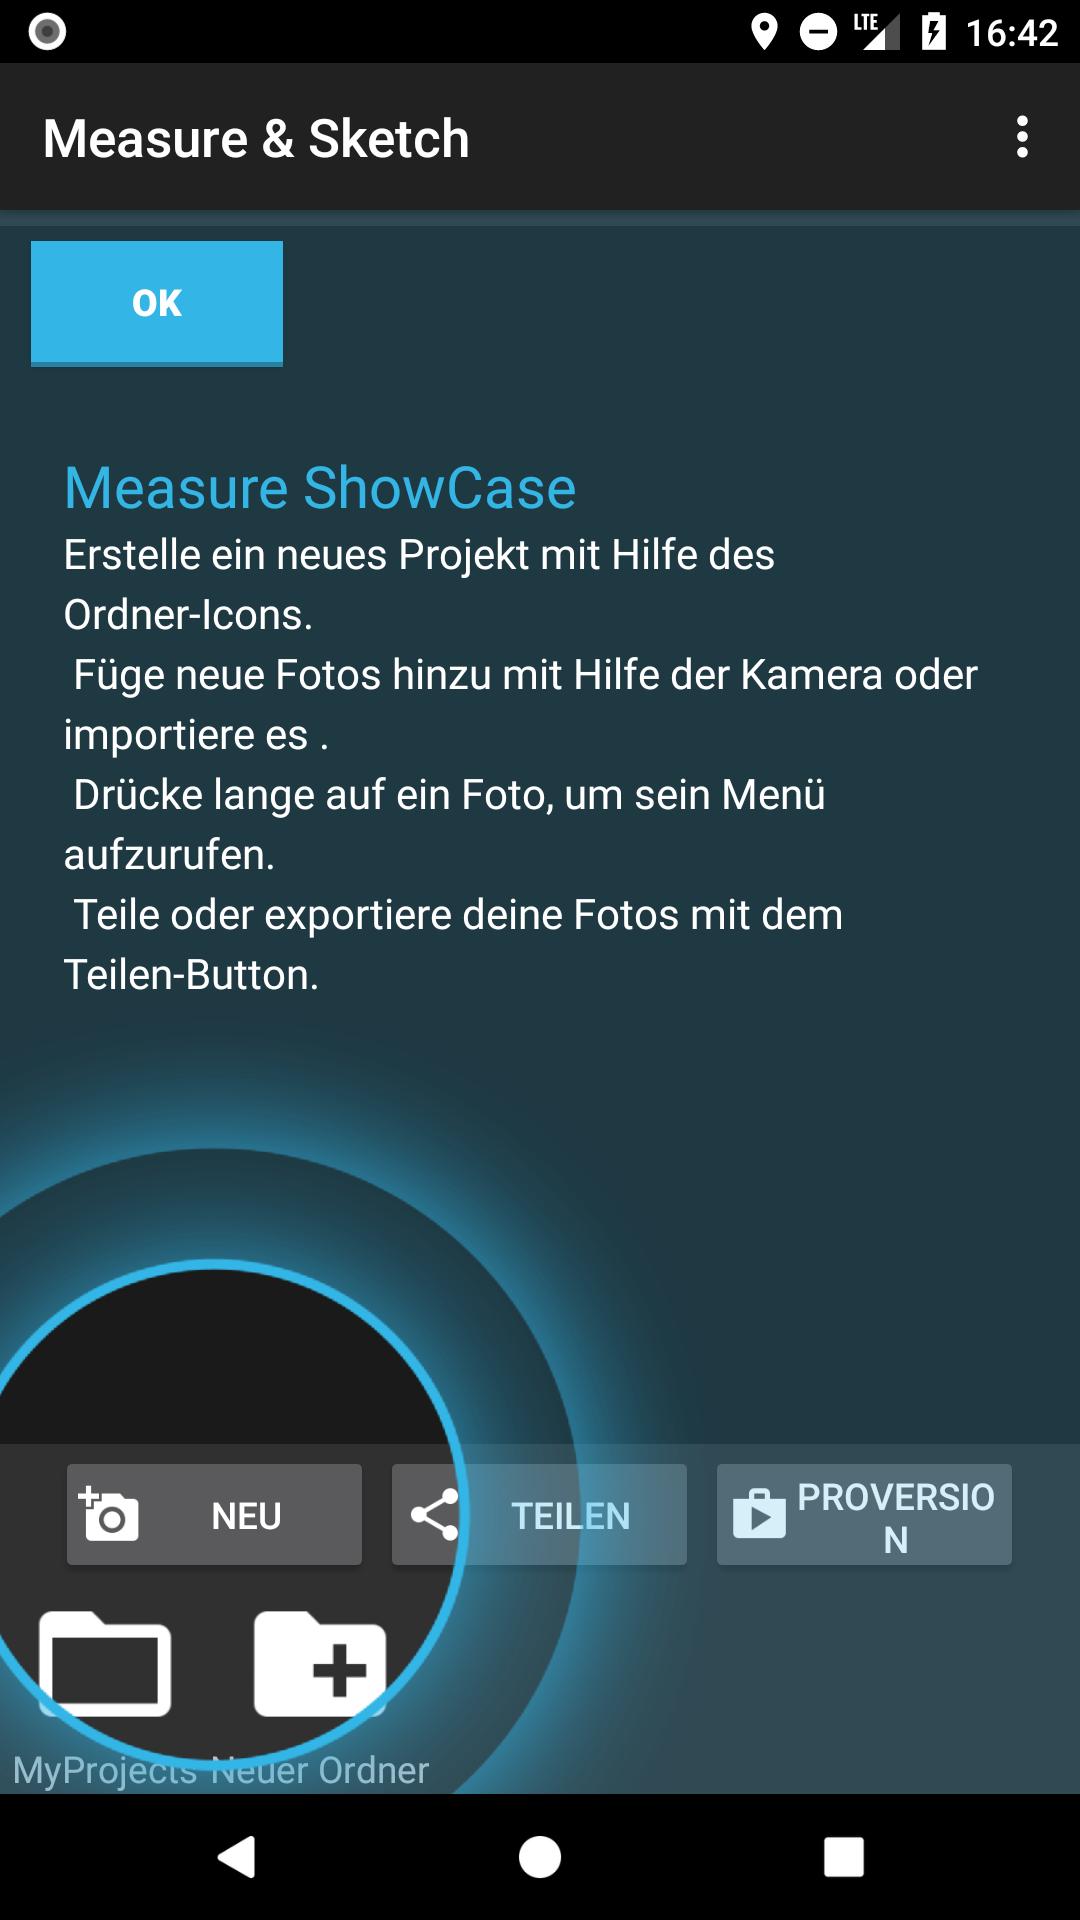 LTE 16:42
Measure & Sketch
OK
Measure ShowCase
Erstelle ein neues Projekt mit Hilfe des
Ordner-Icons.
Füge neue Fotos hinzu mit Hilfe der Kamera oder
importiere es .
Drücke lange auf ein Foto, um sein Menü
aufzurufen.
Teile oder exportiere deine Fotos mit dem
Teilen-Button.
NEU
TEILEN
PROVERSIO
N
MyProjects Neuer Ordner